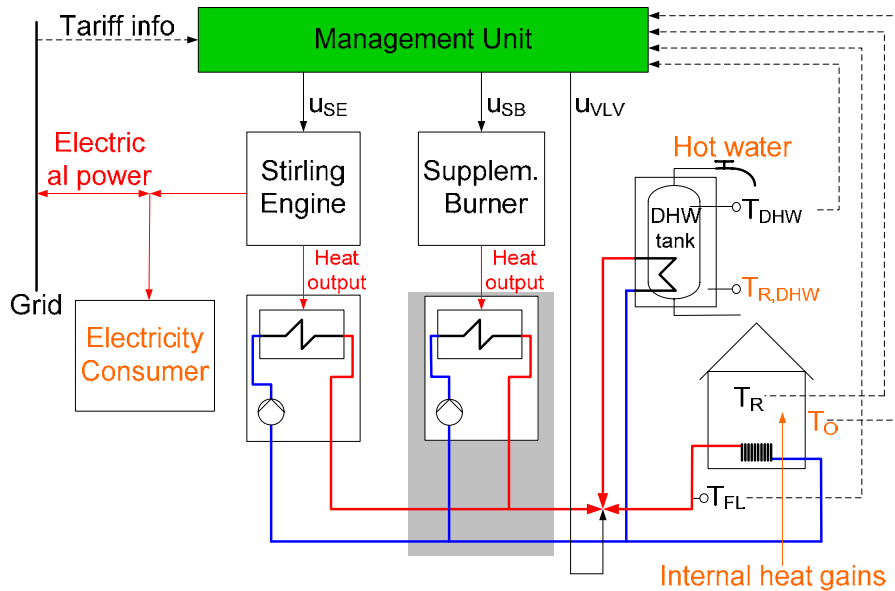 Tariff info
Management Unit
uSE
uSB
uVLV
Electric
al power
Stirling
Engine
Supplem.
Burner
Hot water
DHW
tank
TDHW
Heat
output
Heat
output
TR,DHW
Grid
Electricity
Consumer
TR
TO
TFL
Internal heat gains